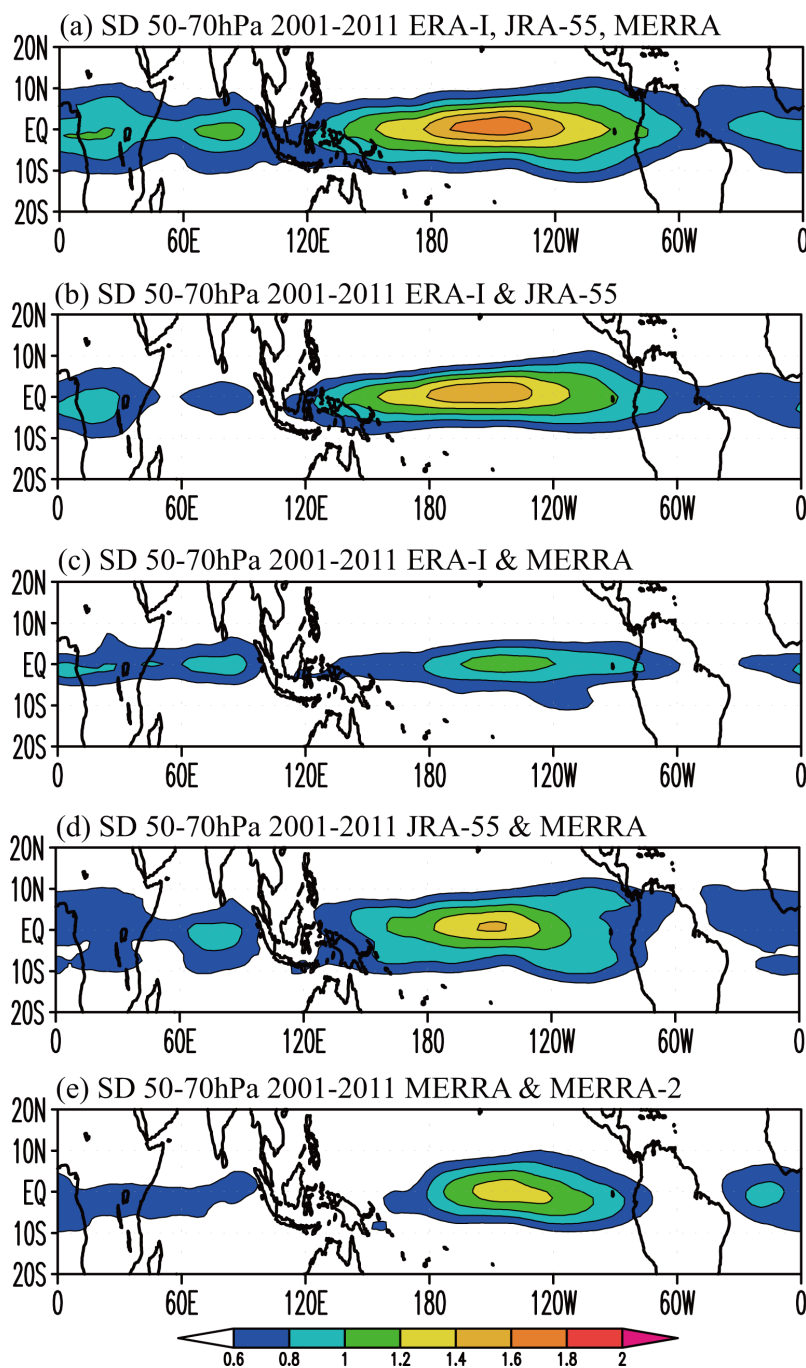 (a) SD 50-70hPa 2001-2011 ERA-I, JRA-55, MERRA
20N
10N
EQ
10S
20S
0 60E 120E 180 120W 60W 0
(b) SD 50-70hPa 2001-2011 ERA-I & JRA-55
20N
10N
EQ
10S
20S
0 60E 120E 180 120W 60W 0
(c) SD 50-70hPa 2001-2011 ERA-I & MERRA
20N
10N
EQ
10S
20S
0 60E 120E 180 120W 60W 0
(d) SD 50-70hPa 2001-2011 JRA-55 & MERRA
20N
10N
EQ
10S
20S
0 60E 120E 180 120W 60W 0
(e) SD 50-70hPa 2001-2011 MERRA & MERRA-2
20N
10N
EQ
10S
20S
0 60E 120E 180 120W 60W 0
0.6 0.8 1 1.2 1.4 1.6 1.8 2